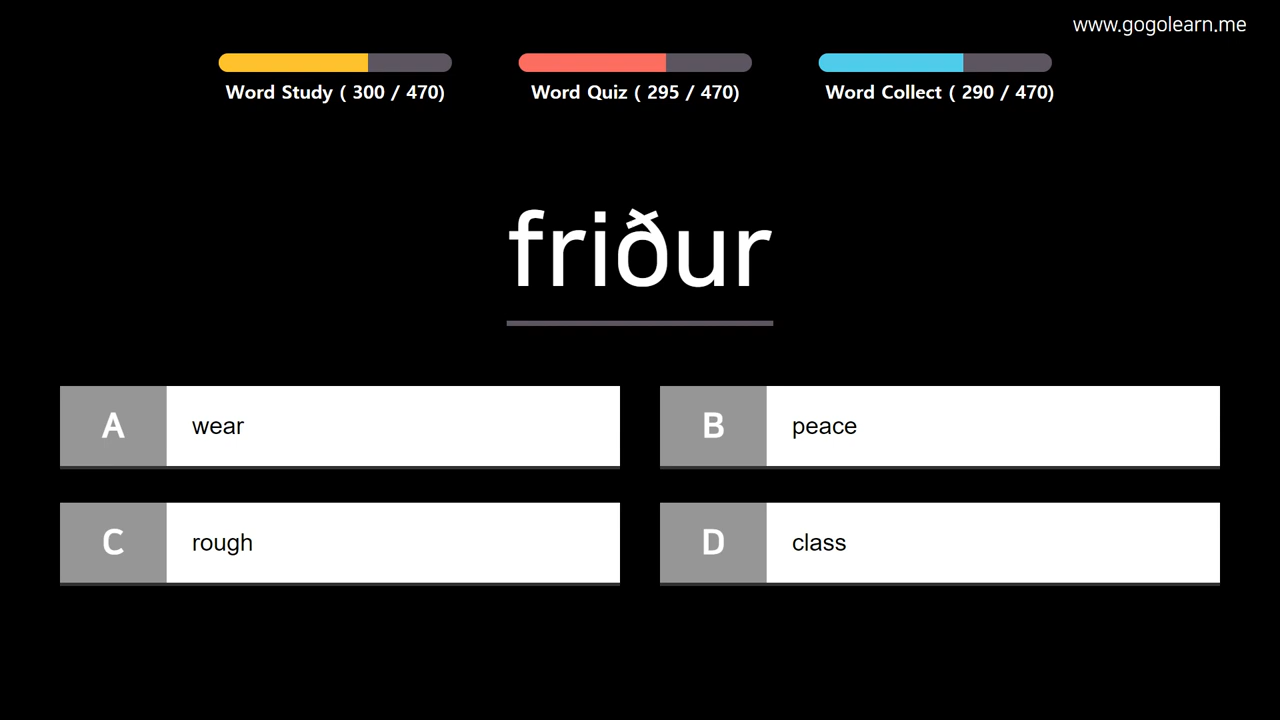 www.gogolearn.me
Word Study ( 300 / 470)
Word Quiz ( 295 / 470)
Word Collect ( 290 / 470)
friður
A wear
B peace
C rough
D class